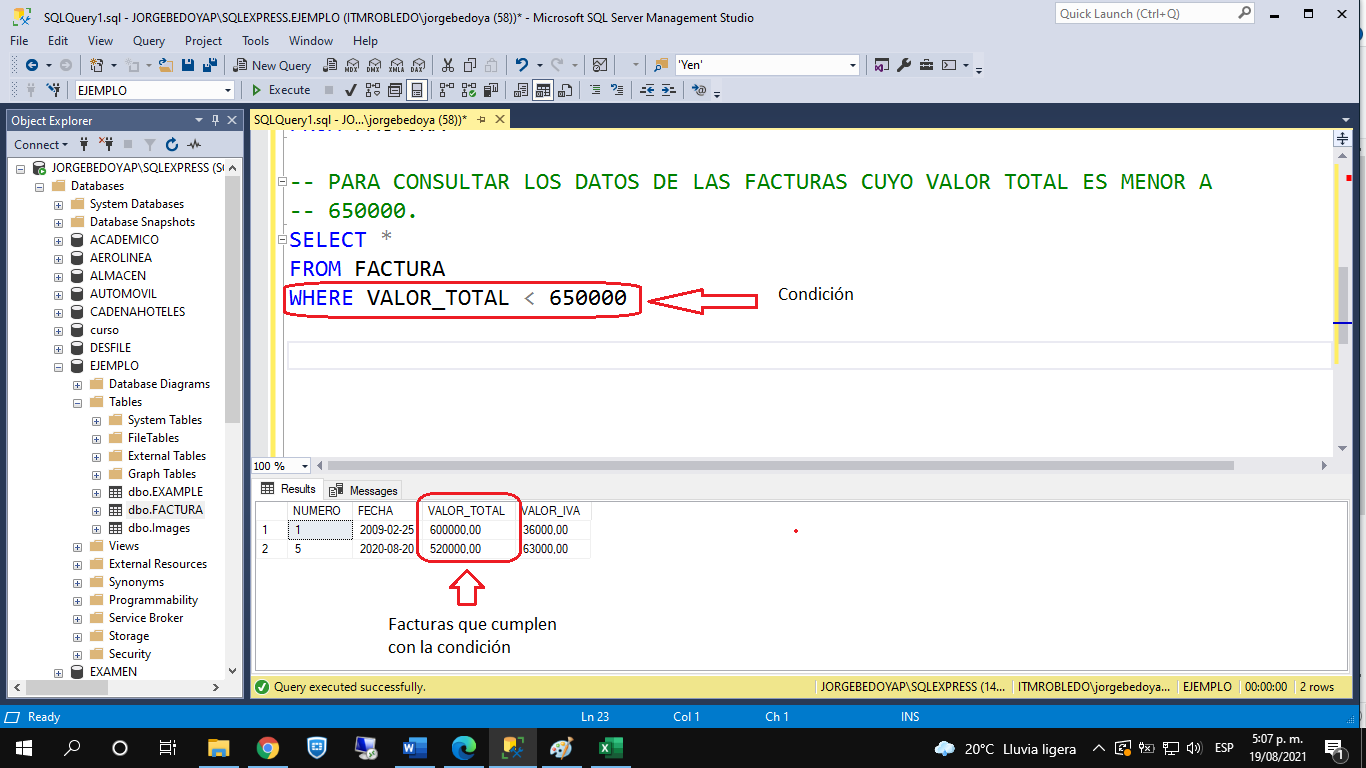 SQLQuery1.sql - JORGEBEDOYAP\SQLEXPRESS.EJEMPLO (ITMROBLEDO\jorgebedoya (58))* - Microsoft SQL Server Management Studio
Quick Launch (Ctrl+Q)
File Edit View Query Project Tools Window Help
New Query MDX DMX XMLA DAX 'Yen'
EJEMPLO Execute
Object Explorer
SQLQuery1.sql - JO...\jorgebedoya (58))*
Connect
JORGEBEDOYAP\SQLEXPRESS (S
Databases
System Databases
Database Snapshots
ACADEMICO
AEROLINEA
ALMACEN
AUTOMOVIL
CADENAHOTELES
curso
DESFILE
EJEMPLO
Database Diagrams
Tables
System Tables
FileTables
External Tables
Graph Tables
dbo.EXAMPLE
dbo.FACTURA
dbo.Images
Views
External Resources
Synonyms
Programmability
Service Broker
Storage
Security
EXAMEN
-- PARA CONSULTAR LOS DATOS DE LAS FACTURAS CUYO VALOR TOTAL ES MENOR A
-- 650000.
SELECT *
FROM FACTURA
WHERE VALOR_TOTAL < 650000
Condición
100 %
Results Messages
NUMERO FECHA VALOR_TOTAL VALOR_IVA
1 1 2009-02-25 600000,00 36000,00
2 5 2020-08-20 520000,00 63000,00
Facturas que cumplen
con la condición
Query executed successfully. JORGEBEDOYAP\SQLEXPRESS (14... ITMROBLEDO\jorgebedoya... EJEMPLO 00:00:00 2 rows
Ready Ln 23 Col 1 Ch 1 INS
20°C Lluvia ligera ESP 5:07 p. m.
19/08/2021
1